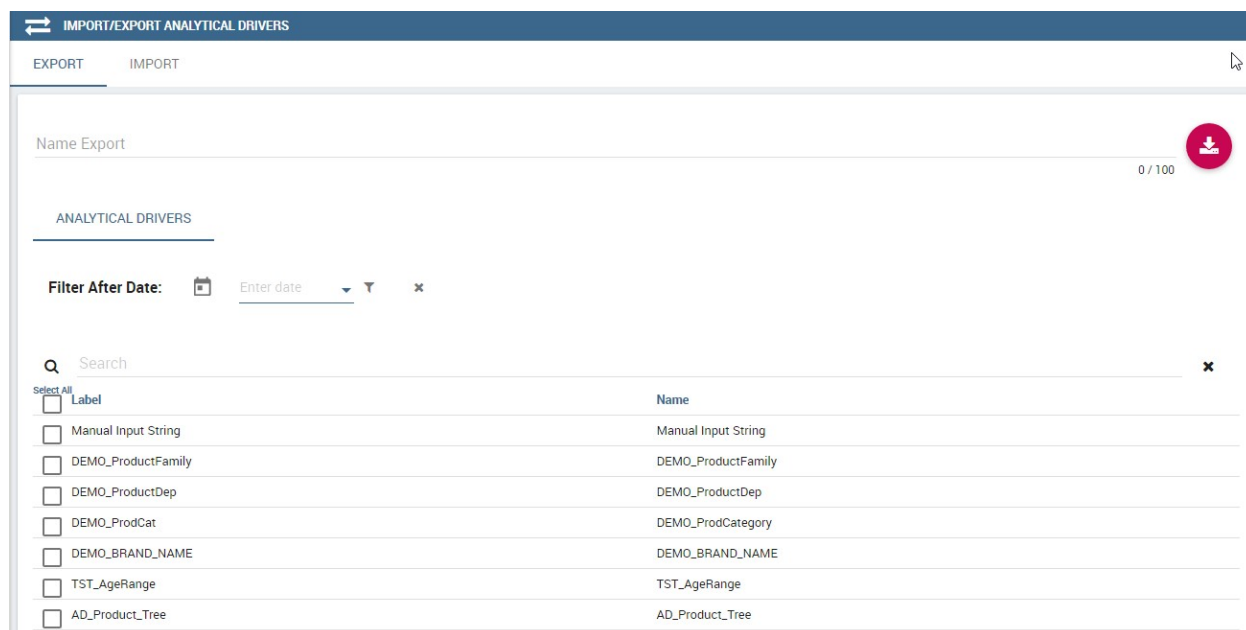 IMPORT/EXPORT ANALYTICAL DRIVERS
EXPORT IMPORT
Name Export
0 / 100
ANALYTICAL DRIVERS
Filter After Date: Enter date
Search
Select All
Label Name
Manual Input String Manual Input String
DEMO_ProductFamily DEMO_ProductFamily
DEMO_ProductDep DEMO_ProductDep
DEMO_ProdCat DEMO_ProdCategory
DEMO_BRAND_NAME DEMO_BRAND_NAME
TST_AgeRange TST_AgeRange
AD_Product_Tree AD_Product_Tree